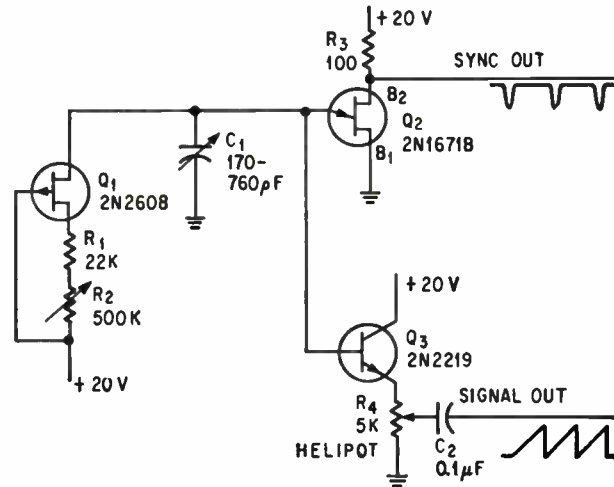 +20 V
R3
100
SYNC OUT
B2
Q2
2N1671B
B1
C1
170-
760pF
Q1
2N2608
R1
22K
R2
500K
+20 V
+20 V
Q3
2N2219
R4
5K
HELIPOT
SIGNAL OUT
C2
0.1µF